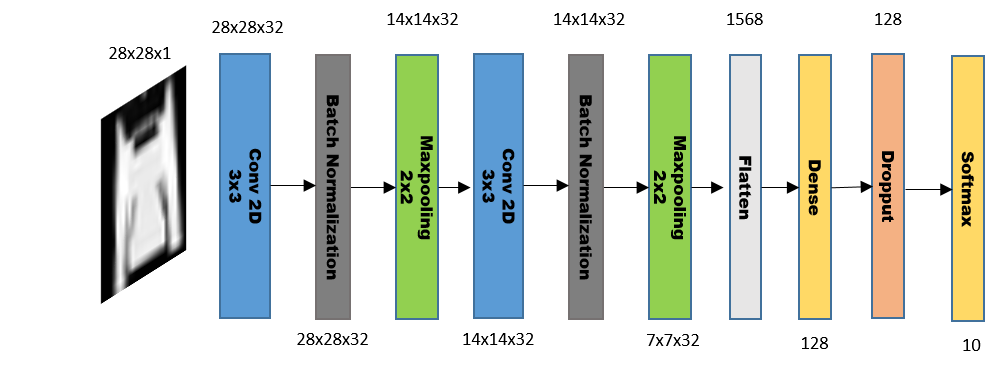 28x28x1
28x28x32
Conv 2D
3x3
Batch Normalization
28x28x32
14x14x32
Maxpooling
2x2
Conv 2D
3x3
14x14x32
14x14x32
Batch Normalization
Maxpooling
2x2
7x7x32
1568
Flatten
Dense
128
128
Dropput
Softmax
10